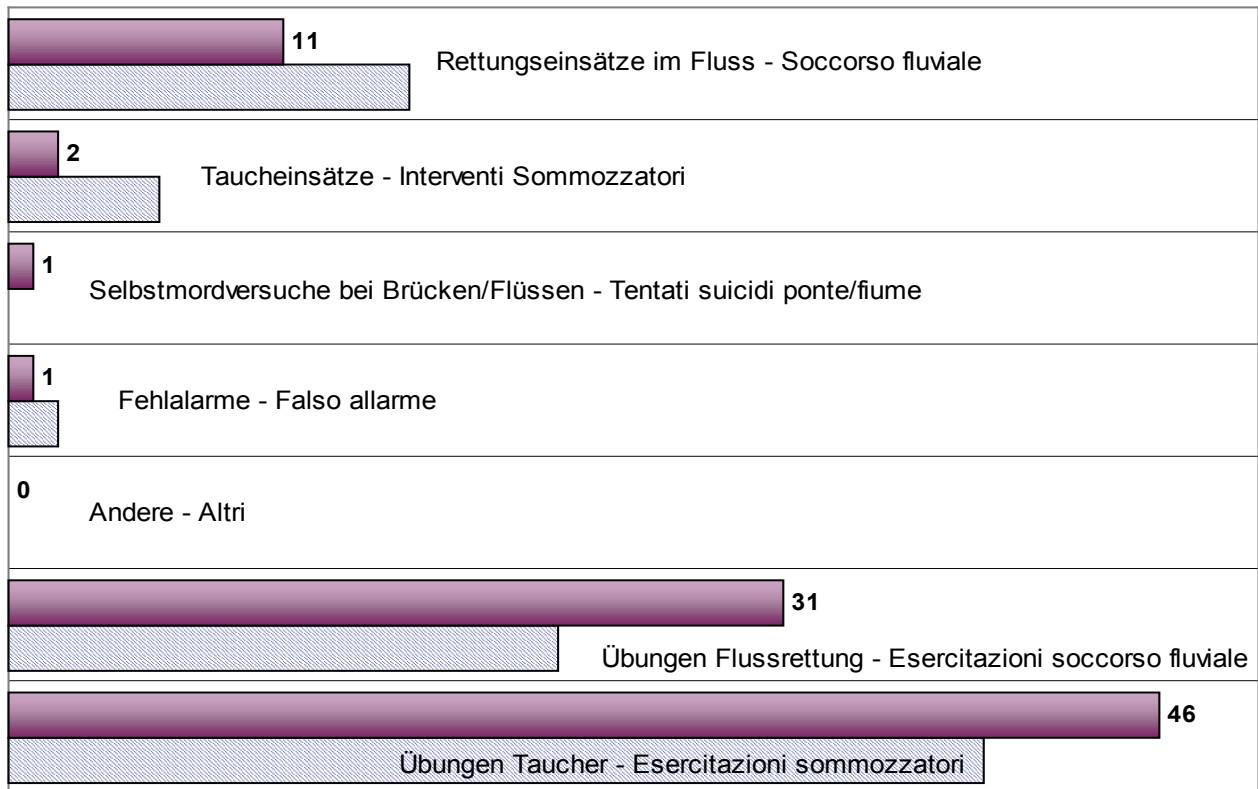 11
Rettungseinsätze im Fluss - Soccorso fluviale
2
Taucheinsätze - Interventi Sommozzatori
1
Selbstmordversuche bei Brücken/Flüssen - Tentati suicidi ponte/fiume
1
Fehlalarme - Falso allarme
0
Andere - Altri
31
Übungen Flussrettung - Esercitazioni soccorso fluviale
46
Übungen Taucher - Esercitazioni sommozzatori